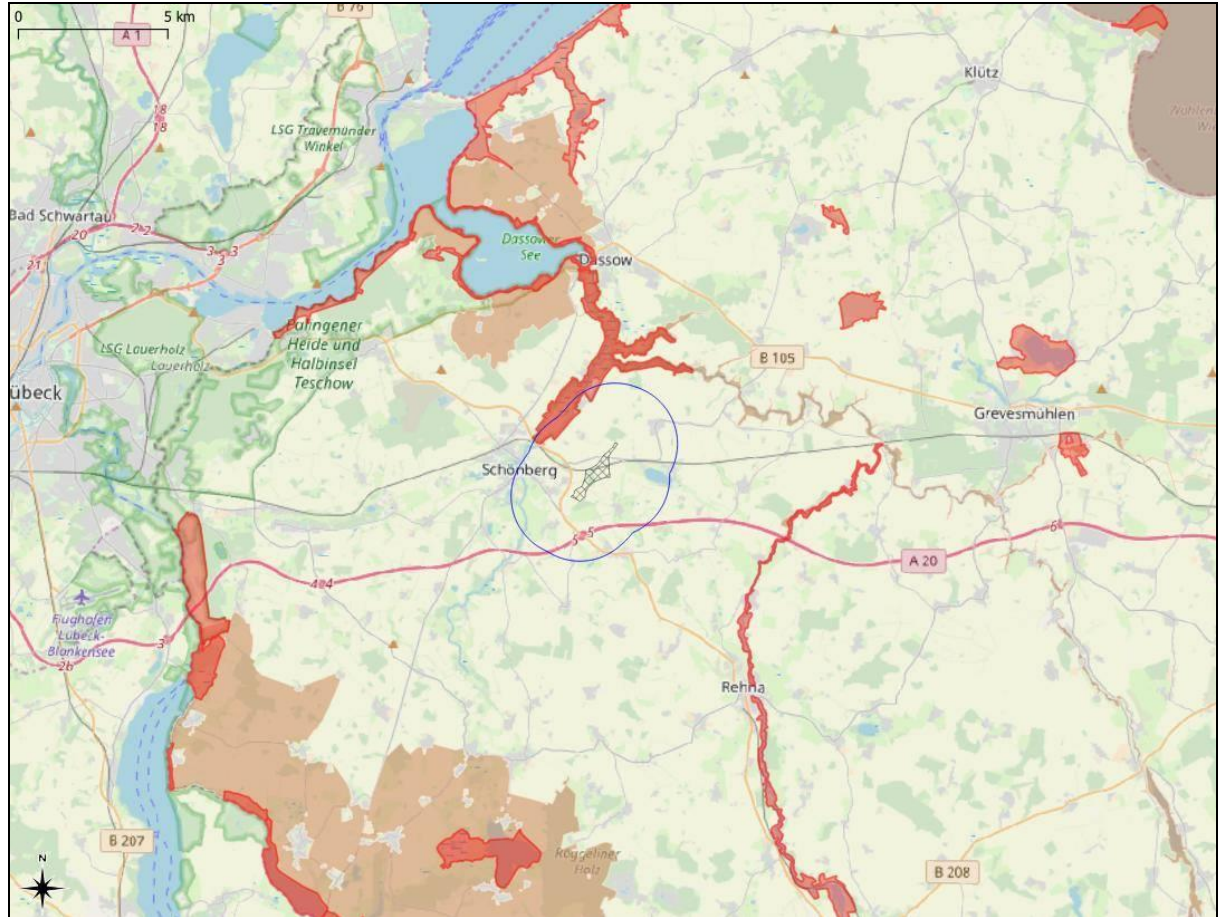 0 5 km
A 1
B 76
18
18
Klütz
LSG Travemünder
Winkel
Bad Schwartau
2
2
20
3
3
3
21
Dassower
See
Dassow
Palingener
Heide und
Halbinsel
Teschow
LSG Lauerholz
Lauerholz
übeck
B 105
Grevesmühlen
Schönberg
5
5
6
A 20
4
4
Flughafen
Lübeck-
Blankensee
3
2b
Rehna
B 207
Röggeliner
Holz
B 208
N